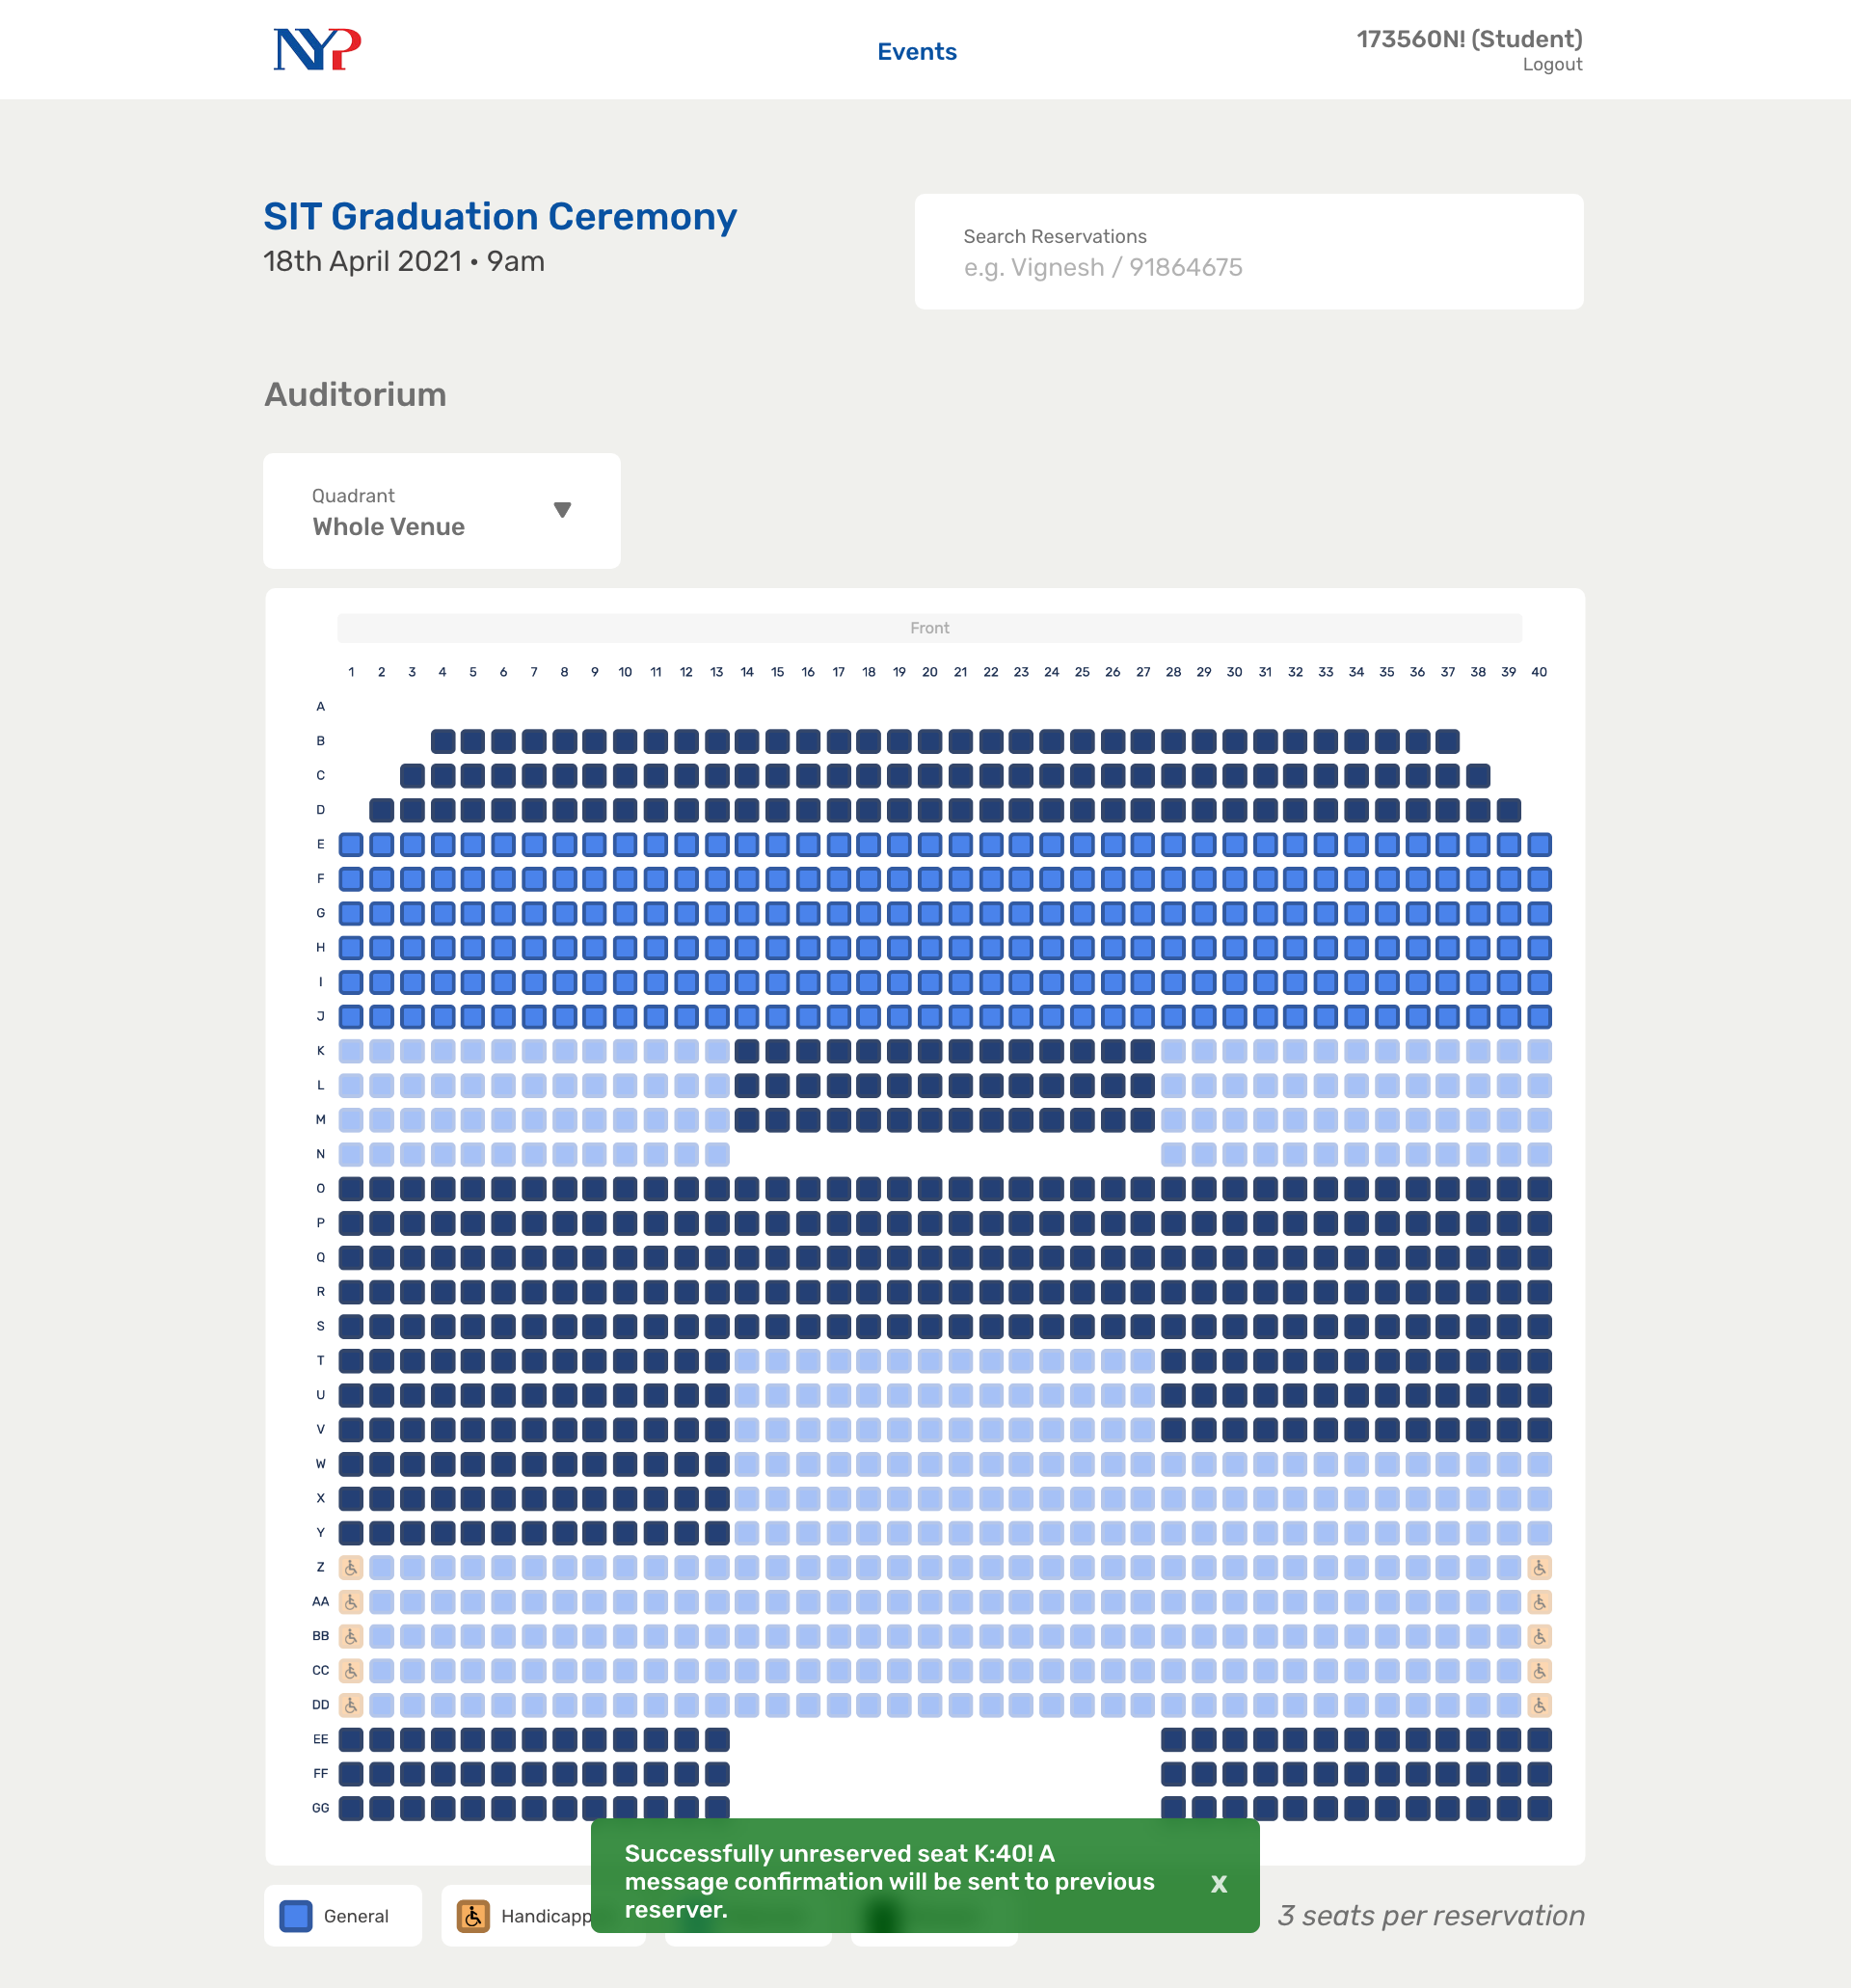 NYP
Events
173560N! (Student)
Logout
SIT Graduation Ceremony
18th April 2021 • 9am
Search Reservations
e.g. Vignesh / 91864675
Auditorium
Quadrant
Whole Venue
Front
1 2 3 4 5 6 7 8 9 10 11 12 13 14 15 16 17 18 19 20 21 22 23 24 25 26 27 28 29 30 31 32 33 34 35 36 37 38 39 40
A
B
C
D
E
F
G
H
I
J
K
L
M
N
O
P
Q
R
S
T
U
V
W
X
Y
Z
AA
BB
CC
DD
EE
FF
GG
Successfully unreserved seat K:40! A
message confirmation will be sent to previous
reserver.
X
General
Handicapp
3 seats per reservation